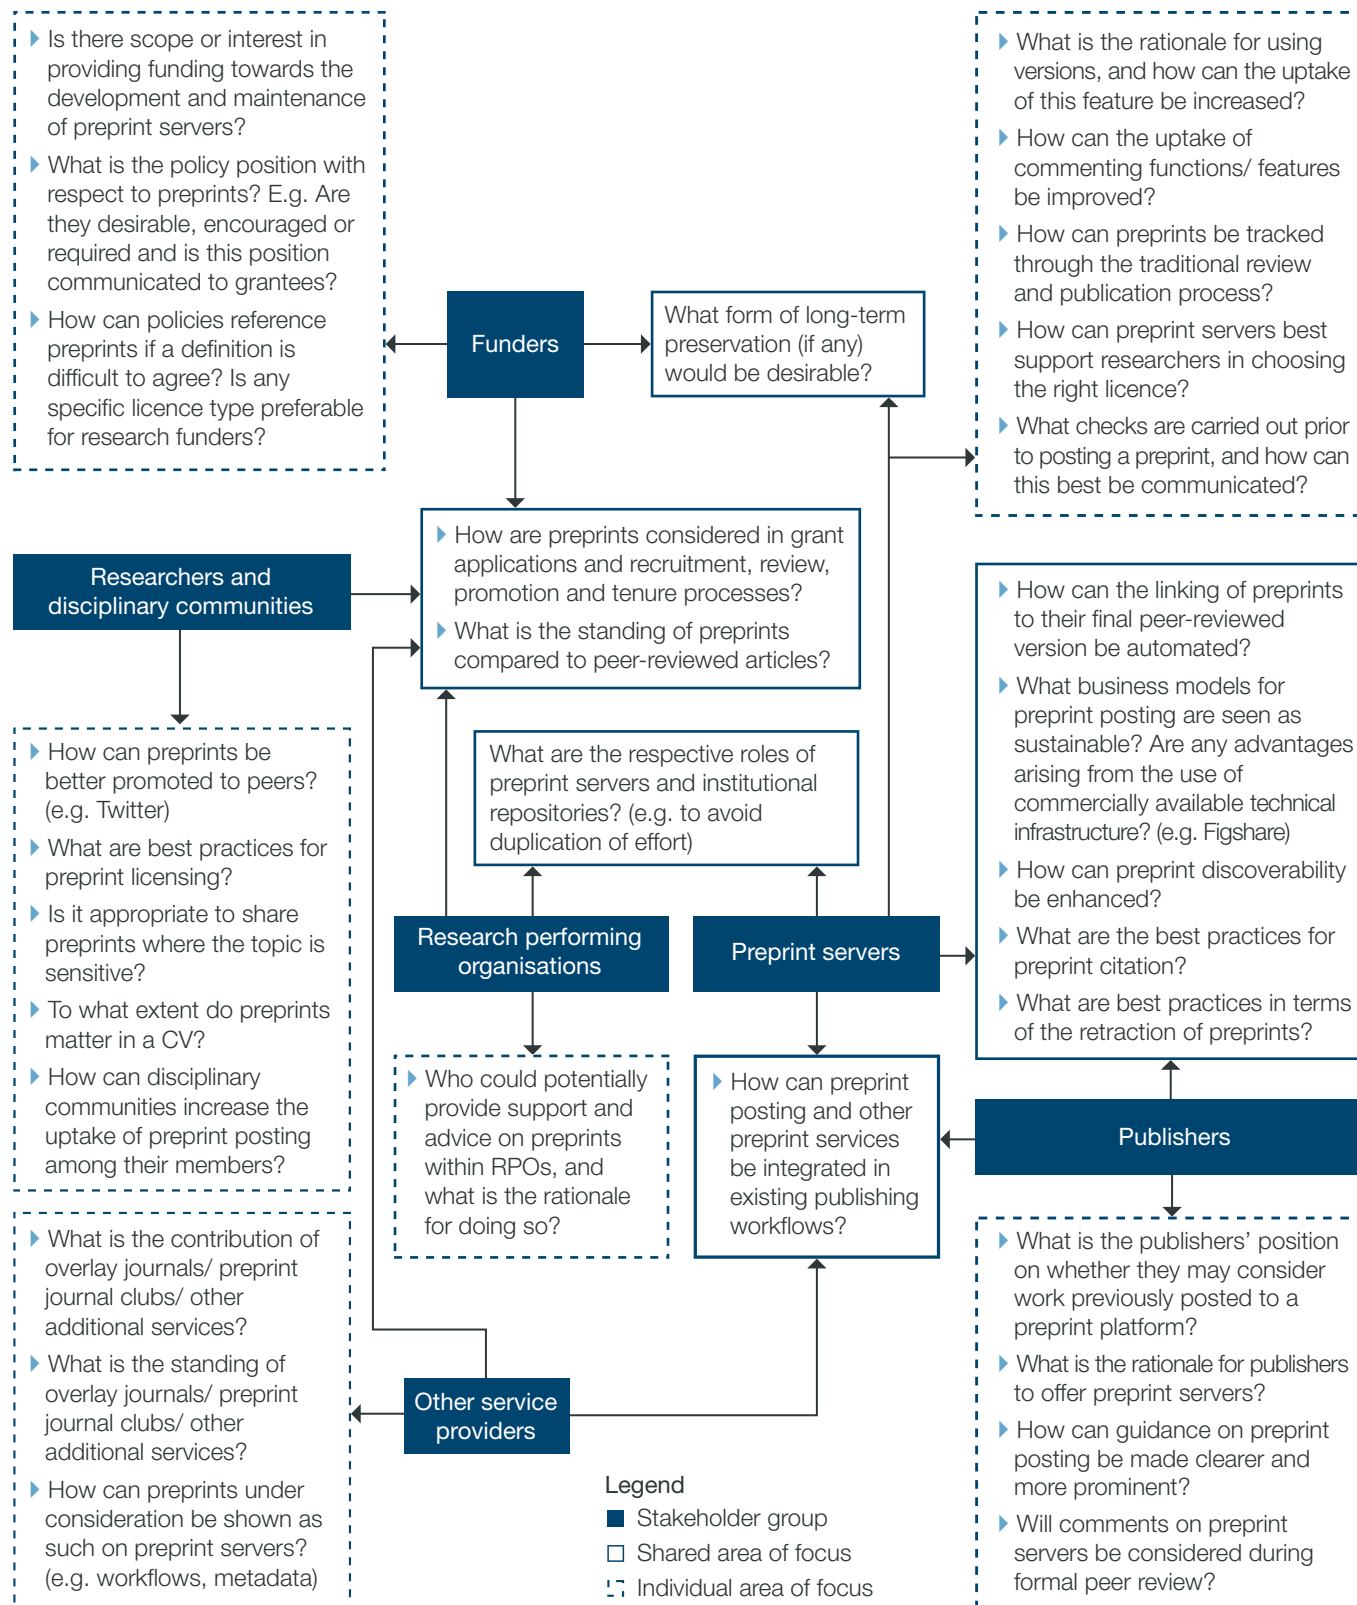 Is there scope or interest in
providing funding towards the
development and maintenance
of preprint servers?
What is the policy position with
respect to preprints? E.g. Are
they desirable, encouraged or
required and is this position
communicated to grantees?
How can policies reference
preprints if a definition is
difficult to agree? Is any
specific licence type preferable
for research funders?
Funders
What form of long-term
preservation (if any)
would be desirable?
What is the rationale for using
versions, and how can the uptake
of this feature be increased?
How can the uptake of
commenting functions/ features
be improved?
How can preprints be tracked
through the traditional review
and publication process?
How can preprint servers best
support researchers in choosing
the right licence?
What checks are carried out prior
to posting a preprint, and how can
this best be communicated?
Researchers and
disciplinary communities
How are preprints considered in grant
applications and recruitment, review,
promotion and tenure processes?
What is the standing of preprints
compared to peer-reviewed articles?
How can the linking of preprints
to their final peer-reviewed
version be automated?
What business models for
preprint posting are seen as
sustainable? Are any advantages
arising from the use of
commercially available technical
infrastructure? (e.g. Figshare)
How can preprint discoverability
be enhanced?
What are the best practices for
preprint citation?
What are best practices in terms
of the retraction of preprints?
How can preprints be
better promoted to peers?
(e.g. Twitter)
What are best practices for
preprint licensing?
Is it appropriate to share
preprints where the topic is
sensitive?
To what extent do preprints
matter in a CV?
How can disciplinary
communities increase the
uptake of preprint posting
among their members?
What are the respective roles of
preprint servers and institutional
repositories? (e.g. to avoid
duplication of effort)
Research performing
organisations
Preprint servers
Who could potentially
provide support and
advice on preprints
within RPOs, and
what is the rationale
for doing so?
How can preprint
posting and other
preprint services
be integrated in
existing publishing
workflows?
Publishers
What is the contribution of
overlay journals/ preprint
journal clubs/ other
additional services?
What is the standing of
overlay journals/ preprint
journal clubs/ other
additional services?
How can preprints under
consideration be shown as
such on preprint servers?
(e.g. workflows, metadata)
Other service
providers
What is the publishers’ position
on whether they may consider
work previously posted to a
preprint platform?
What is the rationale for publishers
to offer preprint servers?
How can guidance on preprint
posting be made clearer and
more prominent?
Will comments on preprint
servers be considered during
formal peer review?
Legend
Stakeholder group
Shared area of focus
Individual area of focus